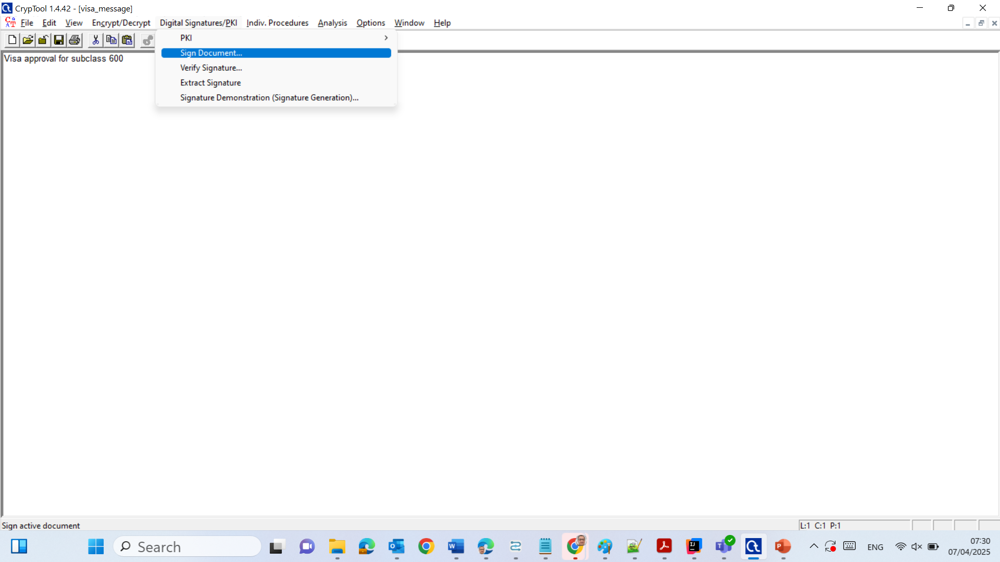 CrypTool 1.4.42 - [visa_message]
File Edit View Encrypt/Decrypt Digital Signatures/PKI Indiv. Procedures Analysis Options Window Help
PKI
Sign Document...
Verify Signature...
Extract Signature
Signature Demonstration (Signature Generation)...
Visa approval for subclass 600
Sign active document
L:1 C:1 P:1
Search
ENG
07:30
07/04/2025